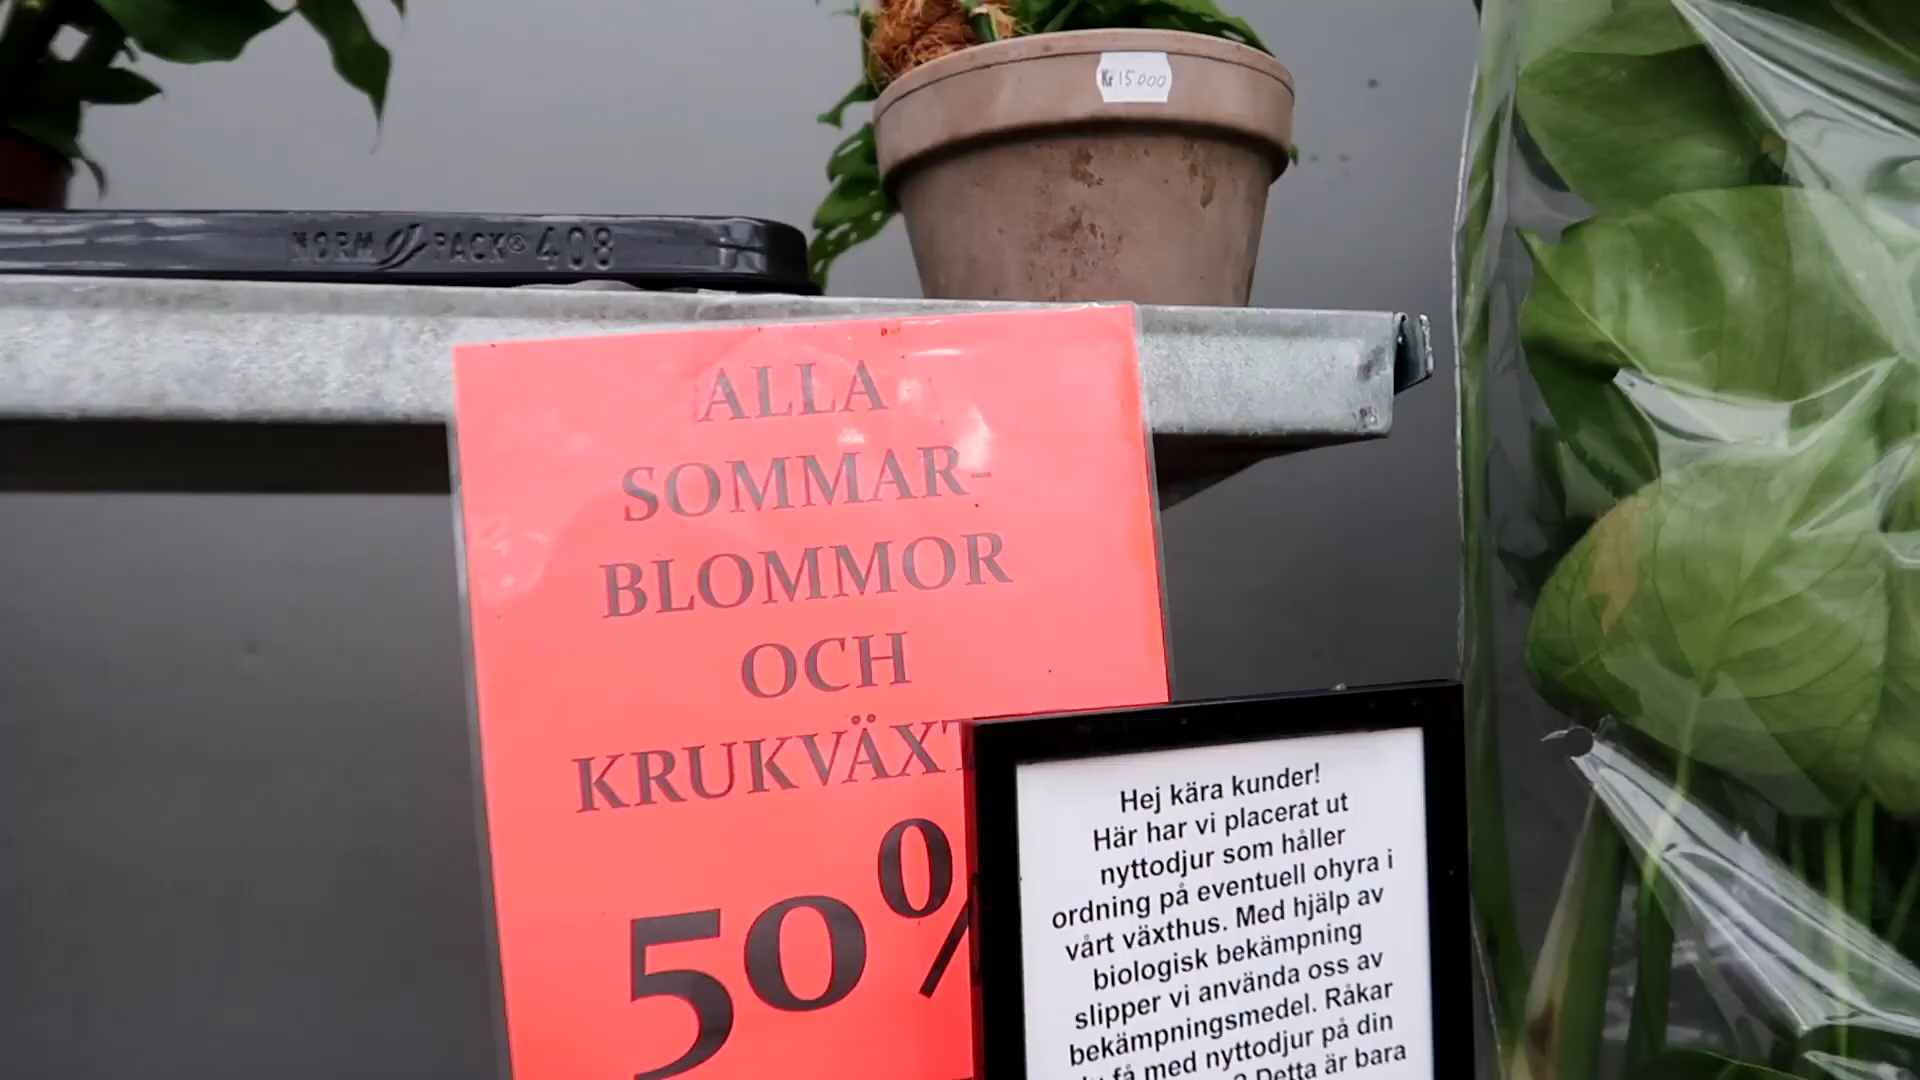 Kr 15 000
NORM PACK® 408
ALLA
SOMMAR-
BLOMMOR
OCH
KRUKVÄXT
50%
Hej kära kunder!
Här har vi placerat ut
nyttodjur som håller
ordning på eventuell ohyra i
vårt växthus. Med hjälp av
biologisk bekämpning
slipper vi använda oss av
bekämpningsmedel. Råkar
få med nyttodjur på din
? Detta är bara